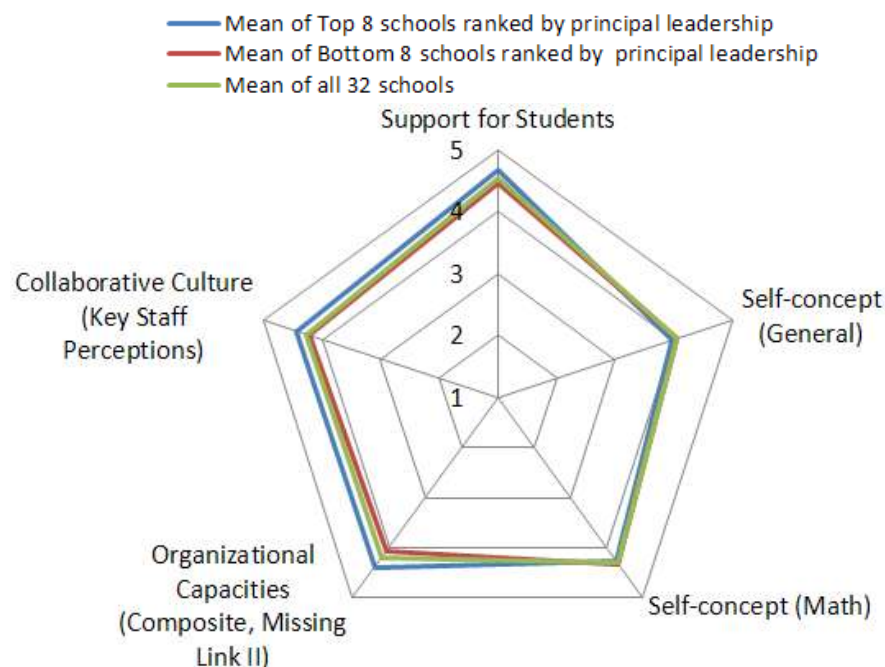 Mean of Top 8 schools ranked by principal leadership
Mean of Bottom 8 schools ranked by  principal leadership
Mean of all 32 schools
Support for Students
5
4
3
2
1
Collaborative Culture
(Key Staff
Perceptions)
Self-concept
(General)
Organizational
Capacities
(Composite, Missing
Link II)
Self-concept (Math)